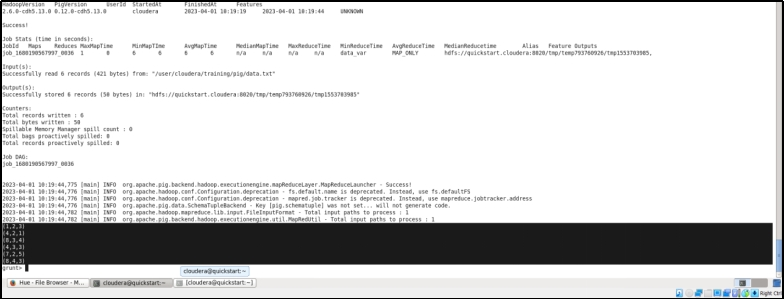 HadoopVersion PigVersion UserId StartedAt FinishedAt Features
2.6.0-cdh5.13.0 0.12.0-cdh5.13.0 cloudera 2023-04-01 10:19:19 2023-04-01 10:19:44 UNKNOWN
Success!
Job Stats (time in seconds):
JobId Maps Reduces MaxMapTime MinMapTime AvgMapTime MedianMapTime MaxReduceTime MinReduceTime AvgReduceTime MedianReducetime Alias Feature Outputs
job_1680190567997_0036 1 0 6 6 6 6 n/a n/a n/a n/a data_var MAP_ONLY hdfs://quickstart.cloudera:8020/tmp/temp793760926/tmp1553703985,
Input(s):
Successfully read 6 records (421 bytes) from: "/user/cloudera/training/pig/data.txt"
Output(s):
Successfully stored 6 records (50 bytes) in: "hdfs://quickstart.cloudera:8020/tmp/temp793760926/tmp1553703985"
Counters:
Total records written : 6
Total bytes written : 50
Spillable Memory Manager spill count : 0
Total bags proactively spilled: 0
Total records proactively spilled: 0
Job DAG:
job_1680190567997_0036
2023-04-01 10:19:44,775 [main] INFO org.apache.pig.backend.hadoop.executionengine.mapReduceLayer.MapReduceLauncher - Success!
2023-04-01 10:19:44,776 [main] INFO org.apache.hadoop.conf.Configuration.deprecation - fs.default.name is deprecated. Instead, use fs.defaultFS
2023-04-01 10:19:44,776 [main] INFO org.apache.hadoop.conf.Configuration.deprecation - mapred.job.tracker is deprecated. Instead, use mapreduce.jobtracker.address
2023-04-01 10:19:44,776 [main] INFO org.apache.pig.data.SchemaTupleBackend - Key [pig.schematuple] was not set... will not generate code.
2023-04-01 10:19:44,782 [main] INFO org.apache.hadoop.mapreduce.lib.input.FileInputFormat - Total input paths to process : 1
2023-04-01 10:19:44,782 [main] INFO org.apache.pig.backend.hadoop.executionengine.util.MapRedUtil - Total input paths to process : 1
(1,2,3)
(4,2,1)
(8,3,4)
(4,3,3)
(7,2,5)
(8,4,3)
grunt>
cloudera@quickstart:~
Hue - File Browser - M...
cloudera@quickstart:~
[cloudera@quickstart:~]
Right Ctrl